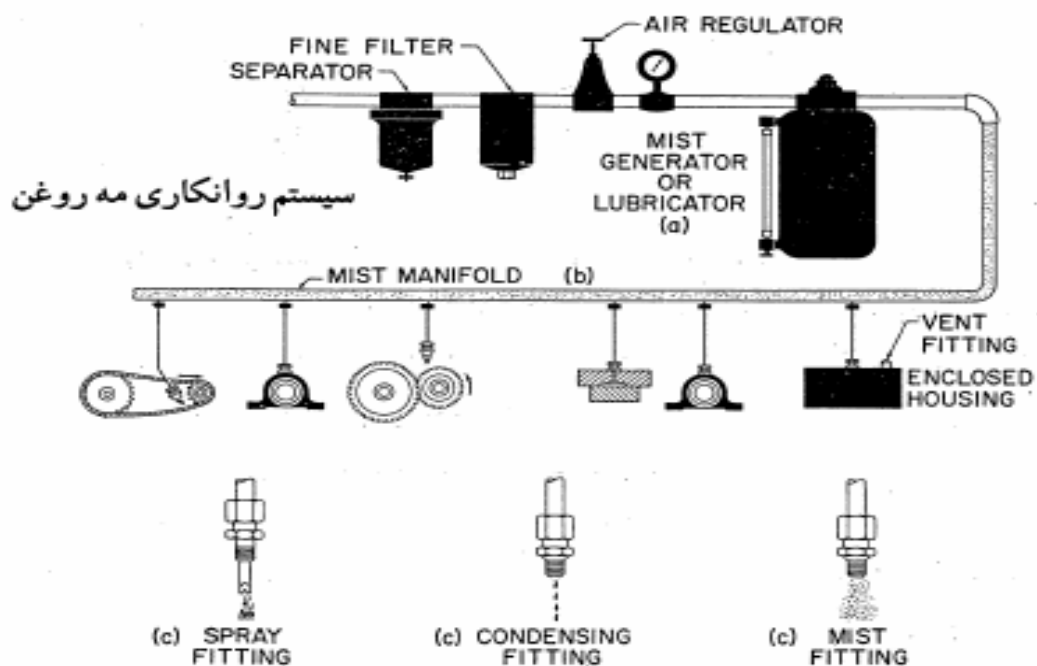 AIR REGULATOR
FINE FILTER
SEPARATOR
MIST
GENERATOR
OR
LUBRICATOR
(a)
سیستم روانکاری مه روغن
MIST MANIFOLD (b)
VENT
FITTING
ENCLOSED
HOUSING
(c) SPRAY
FITTING
(c) CONDENSING
FITTING
(c) MIST
FITTING